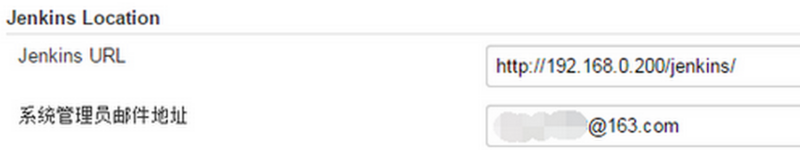 Jenkins Location
Jenkins URL
http://192.168.0.200/jenkins/
系统管理员邮件地址
@163.com